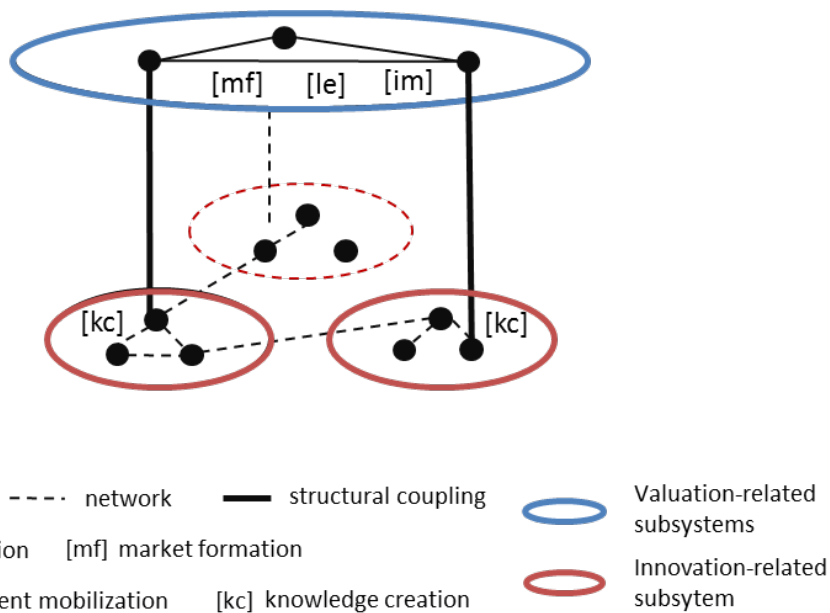 [mf] [le] [im]
[kc] [kc]
network structural coupling
Valuation-related
subsystems
ion [mf] market formation
Innovation-related
subsytem
ent mobilization [kc] knowledge creation